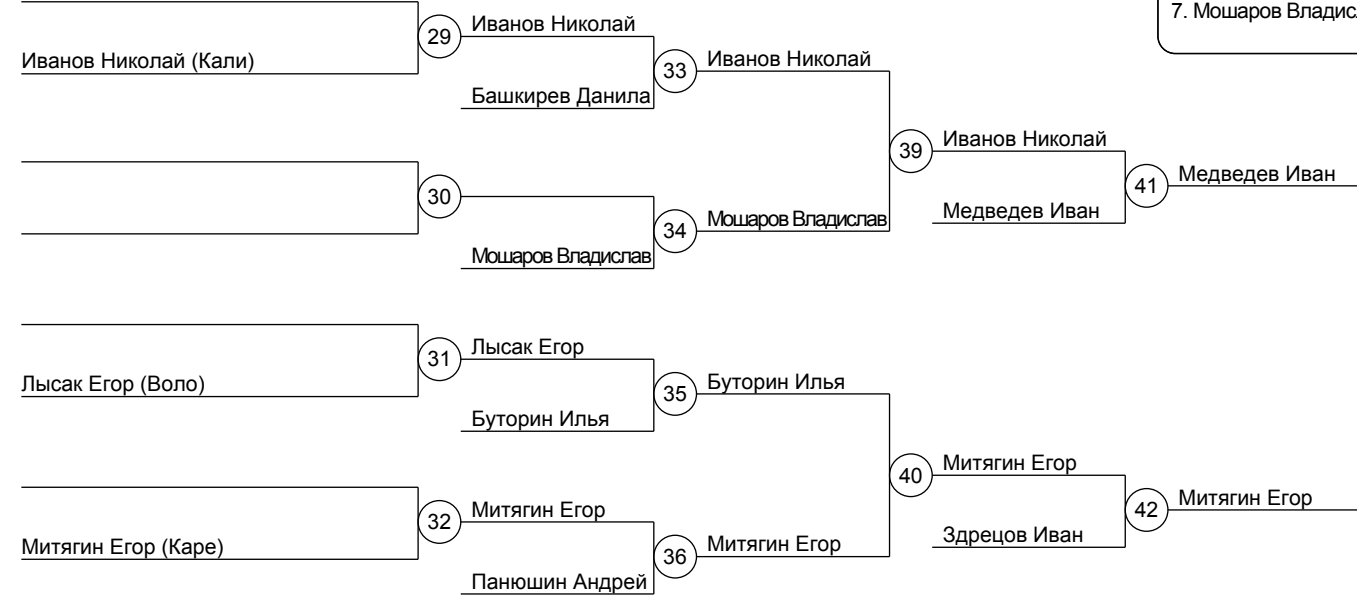 7. Мошаров Владис
Иванов Николай (Кали)
29
Иванов Николай
Башкирев Данила
33
Иванов Николай
30
Мошаров Владислав
34
Мошаров Владислав
39
Иванов Николай
Медведев Иван
41
Медведев Иван
Лысак Егор (Воло)
31
Лысак Егор
Буторин Илья
35
Буторин Илья
Митягин Егор (Каре)
32
Митягин Егор
Панюшин Андрей
36
Митягин Егор
40
Митягин Егор
Здрецов Иван
42
Митягин Егор